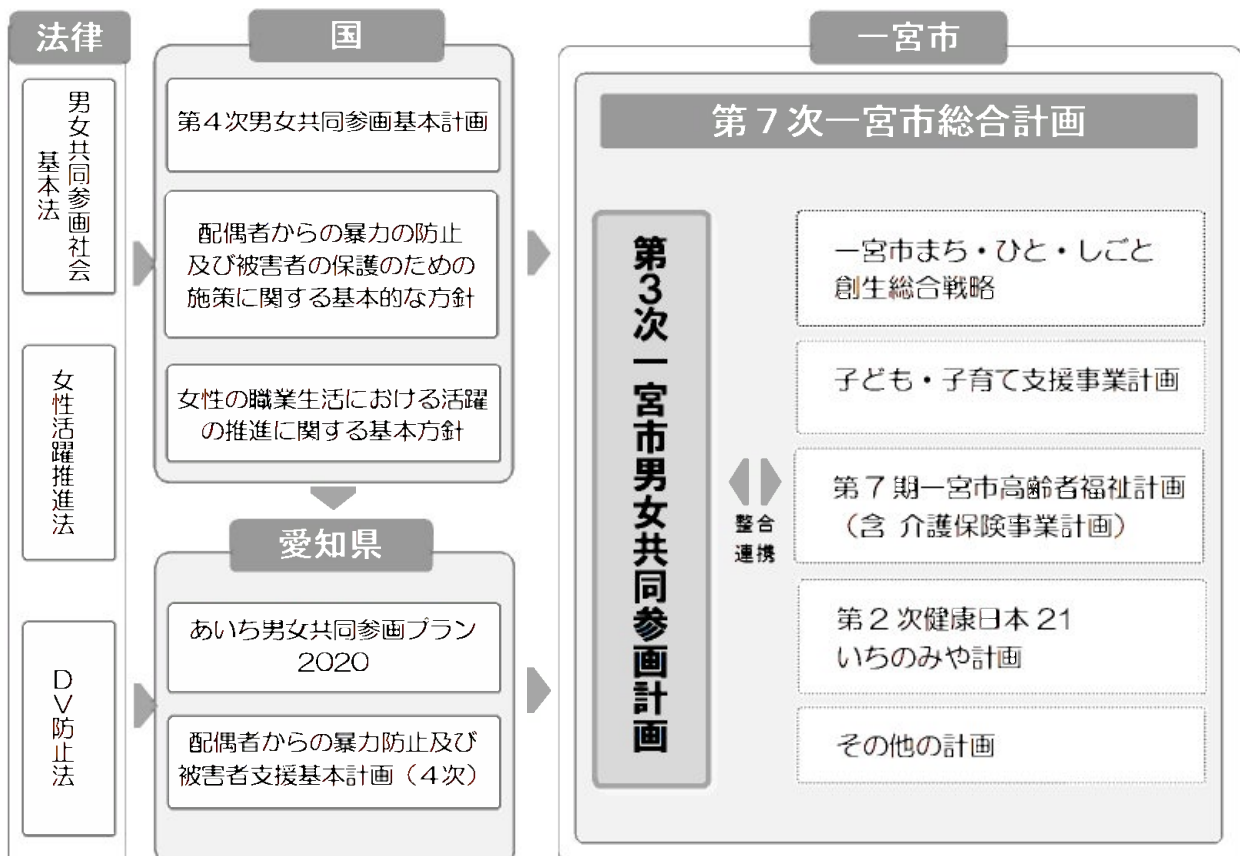 法律
男女共同参画社会
基本法
女性活躍推進法
DV防止法
国
第4次男女共同参画基本計画
配偶者からの暴力の防止
及び被害者の保護のための
施策に関する基本的な方針
女性の職業生活における活躍
の推進に関する基本方針
愛知県
あいち男女共同参画プラン
2020
配偶者からの暴力防止及び
被害者支援基本計画（4次）
一宮市
第7次一宮市総合計画
第3次一宮市男女共同参画計画
整合
連携
一宮市まち・ひと・しごと
創生総合戦略
子ども・子育て支援事業計画
第7期一宮市高齢者福祉計画
（含 介護保険事業計画）
第2次健康日本21
いちのみや計画
その他の計画